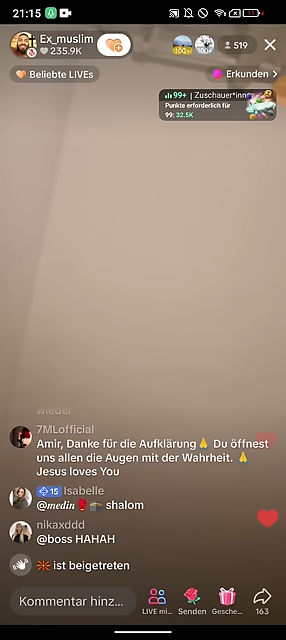 21:15
Ex_muslim
235.9K
100+
519
Beliebte LIVEs
Erkunden
99+ | Zuschauer*inne
Punkte erforderlich für
99: 32.5K
wieder
7MLofficial
Amir, Danke für die Aufklärung🙏 Du öffnest
uns allen die Augen mit der Wahrheit. 🙏
Jesus loves You
15 Isabelle
@medin shalom
nikaxddd
@boss HAHAH
ist beigetreten
Kommentar hinz...
LIVE mi...
Senden
Gesche...
163